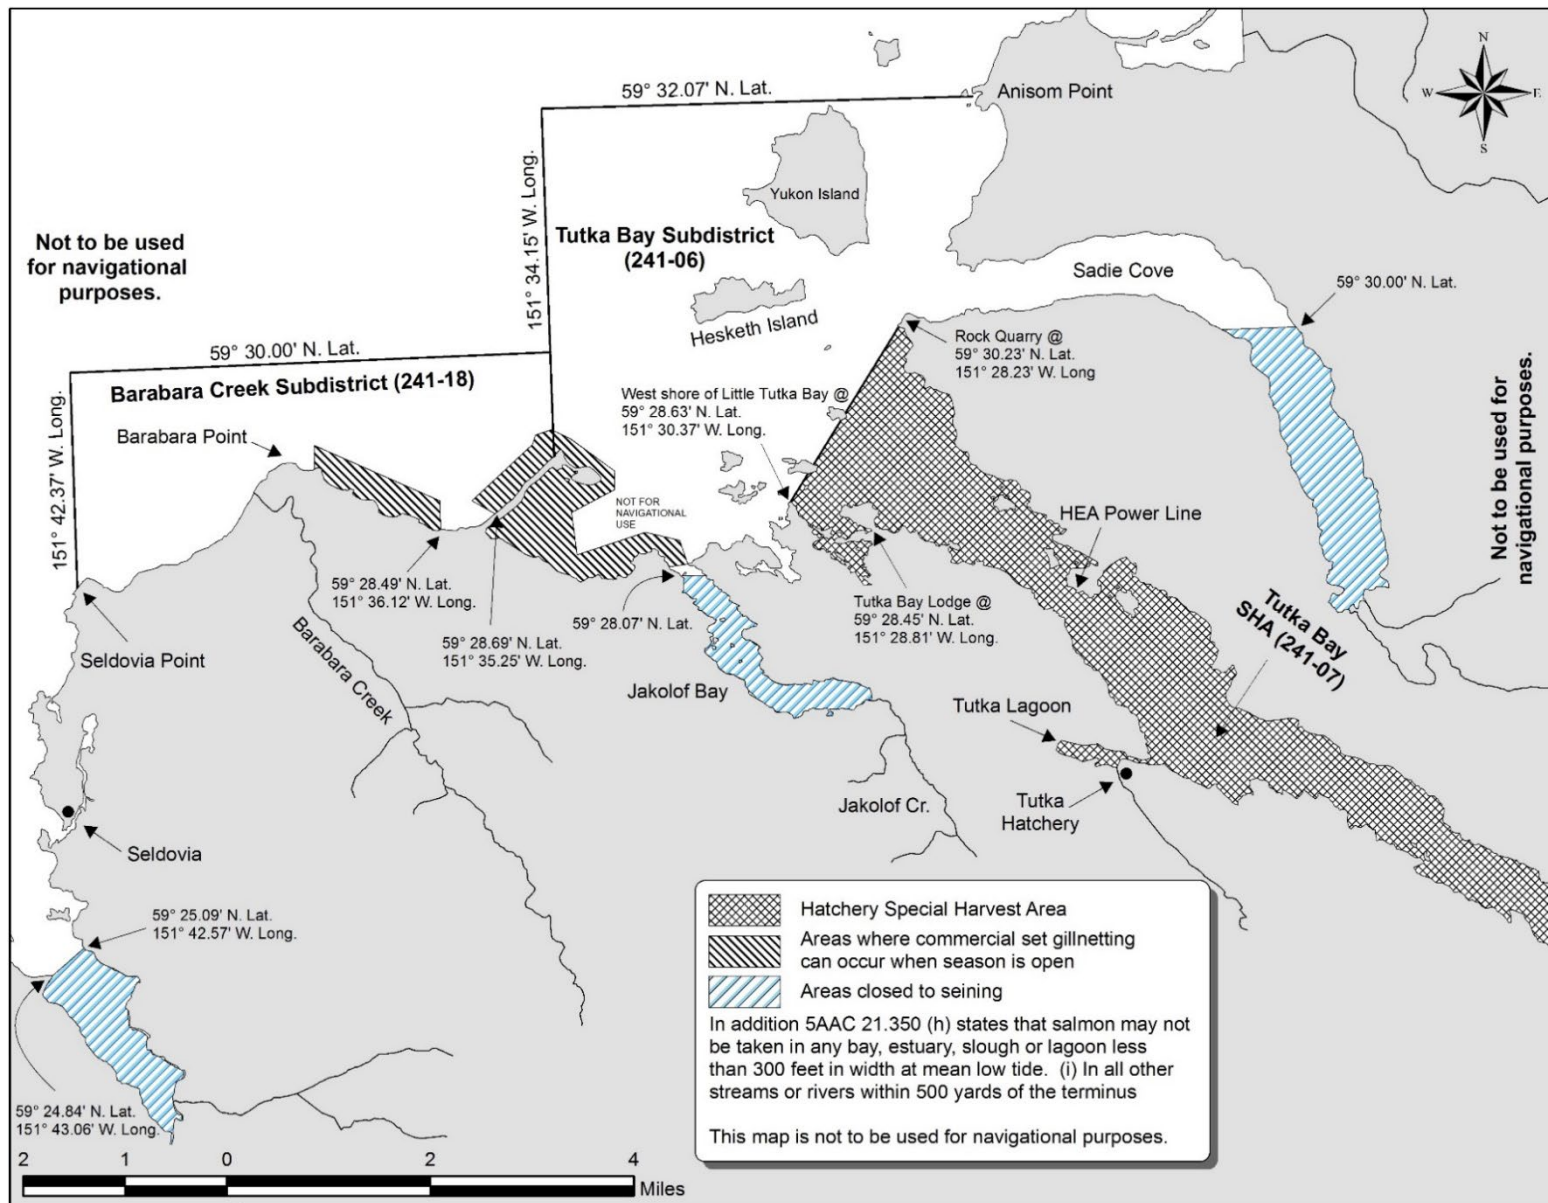 N
W
E
S
59° 32.07' N. Lat.
Anisom Point
Yukon Island
151° 34.15' W. Long.
Not to be used
for navigational
purposes.
Tutka Bay Subdistrict
(241-06)
Sadie Cove
59° 30.00' N. Lat.
Hesketh Island
59° 30.00' N. Lat.
Rock Quarry @
59° 30.23' N. Lat.
151° 28.23' W. Long
Barabara Creek Subdistrict (241-18)
151° 42.37' W. Long.
West shore of Little Tutka Bay @
59° 28.63' N. Lat.
151° 30.37' W. Long.
Barabara Point
Not to be used for
navigational purposes.
NOT FOR
NAVIGATIONAL
USE
HEA Power Line
59° 28.49' N. Lat.
151° 36.12' W. Long.
59° 28.69' N. Lat.
151° 35.25' W. Long.
59° 28.07' N. Lat.
Tutka Bay Lodge @
59° 28.45' N. Lat.
151° 28.81' W. Long.
Tutka Bay
SHA (241-07)
Seldovia Point
Barabara Creek
Jakolof Bay
Tutka Lagoon
Jakolof Cr.
Tutka
Hatchery
Seldovia
59° 25.09' N. Lat.
151° 42.57' W. Long.
59° 24.84' N. Lat.
151° 43.06' W. Long.
Hatchery Special Harvest Area
Areas where commercial set gillnetting
can occur when season is open
Areas closed to seining
In addition 5AAC 21.350 (h) states that salmon may not
be taken in any bay, estuary, slough or lagoon less
than 300 feet in width at mean low tide. (i) In all other
streams or rivers within 500 yards of the terminus
This map is not to be used for navigational purposes.
2 1 0 2 4
Miles